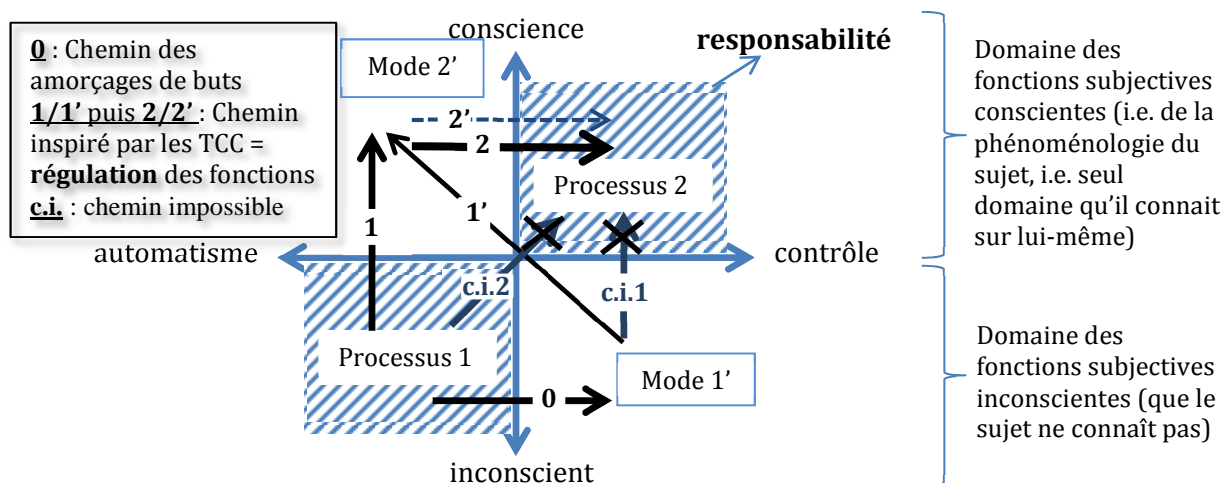 0 : Chemin des
amorçages de buts
1/1’ puis 2/2’ : Chemin
inspiré par les TCC =
régulation des fonctions
c.i. : chemin impossible
conscience
Mode 2’
responsabilité
2’
2
Processus 2
1
1’
automatisme
contrôle
c.i.2
c.i.1
Processus 1
Mode 1’
0
inconscient
Domaine des
fonctions subjectives
conscientes (i.e. de la
phénoménologie du
sujet, i.e. seul
domaine qu’il connait
sur lui-même)
Domaine des
fonctions subjectives
inconscientes (que le
sujet ne connaît pas)